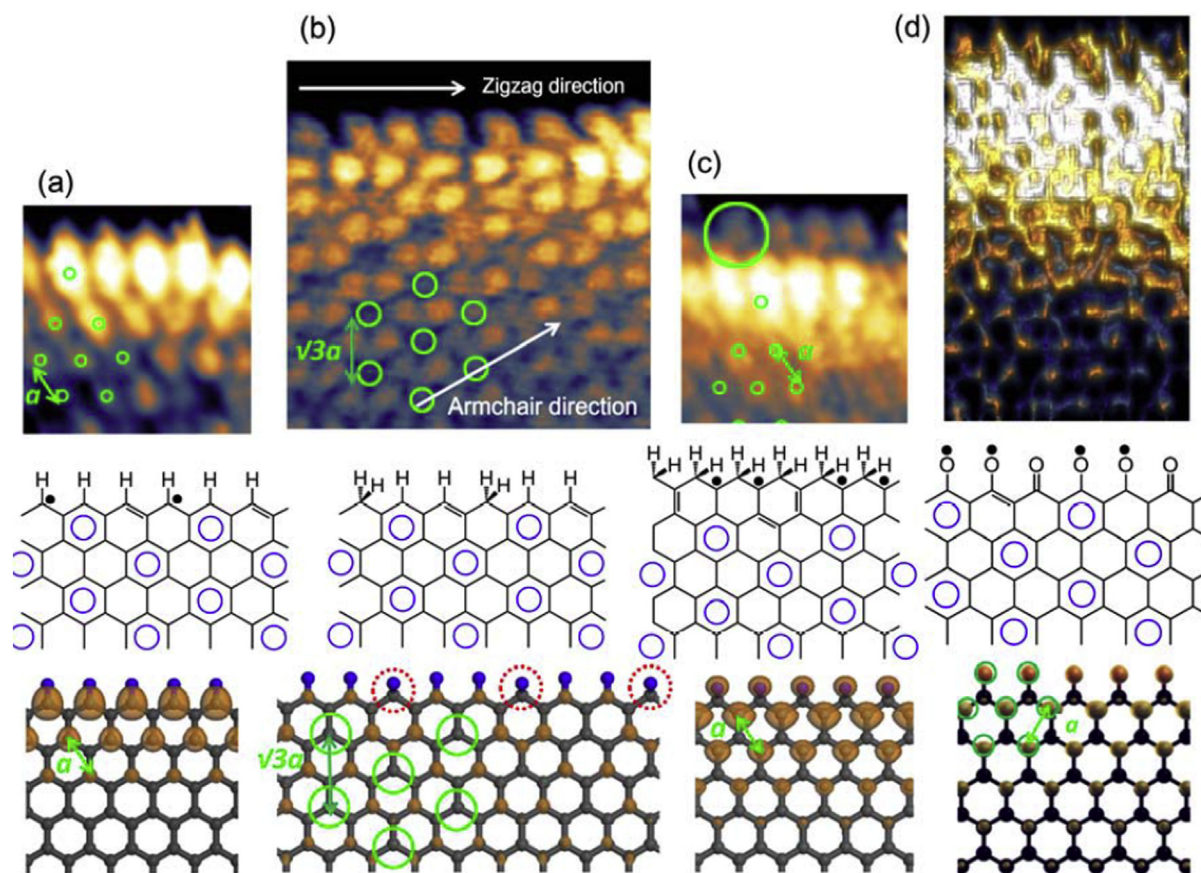 (b)
(d)
Zigzag direction
(a)
(c)
√3a
a
a
Armchair direction
H H H H H H
H H H H H H H
H H H H H H H H H H
O O O O O O
a
√3a
a
a